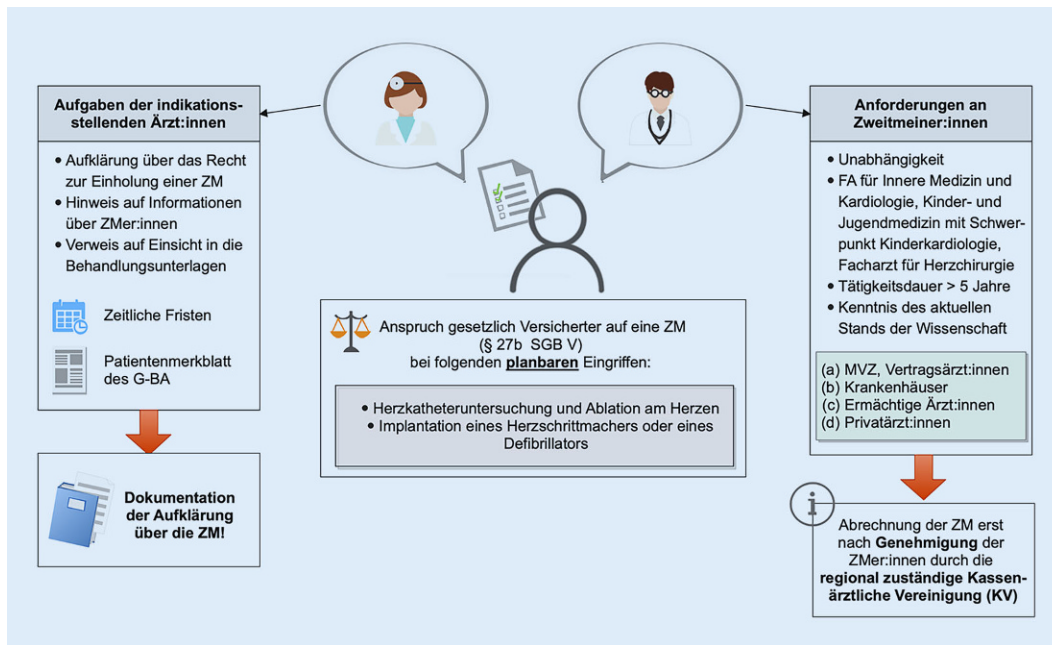 Aufgaben der indikations-
stellenden Ärzt:innen
• Aufklärung über das Recht
zur Einholung einer ZM
• Hinweis auf Informationen
über ZMer:innen
• Verweis auf Einsicht in die
Behandlungsunterlagen
Zeitliche Fristen
Patientenmerkblatt
des G-BA
Dokumentation
der Aufklärung
über die ZM!
Anspruch gesetzlich Versicherter auf eine ZM
(§ 27b SGB V)
bei folgenden planbaren Eingriffen:
• Herzkatheteruntersuchung und Ablation am Herzen
• Implantation eines Herzschrittmachers oder eines
Defibrillators
Anforderungen an
Zweitmeiner:innen
• Unabhängigkeit
• FA für Innere Medizin und
Kardiologie, Kinder- und
Jugendmedizin mit Schwer-
punkt Kinderkardiologie,
Facharzt für Herzchirurgie
• Tätigkeitsdauer > 5 Jahre
• Kenntnis des aktuellen
Stands der Wissenschaft
(a) MVZ, Vertragsärzt:innen
(b) Krankenhäuser
(c) Ermächtige Ärzt:innen
(d) Privatärzt:innen
i
Abrechnung der ZM erst
nach Genehmigung der
ZMer:innen durch die
regional zuständige Kassen-
ärztliche Vereinigung (KV)